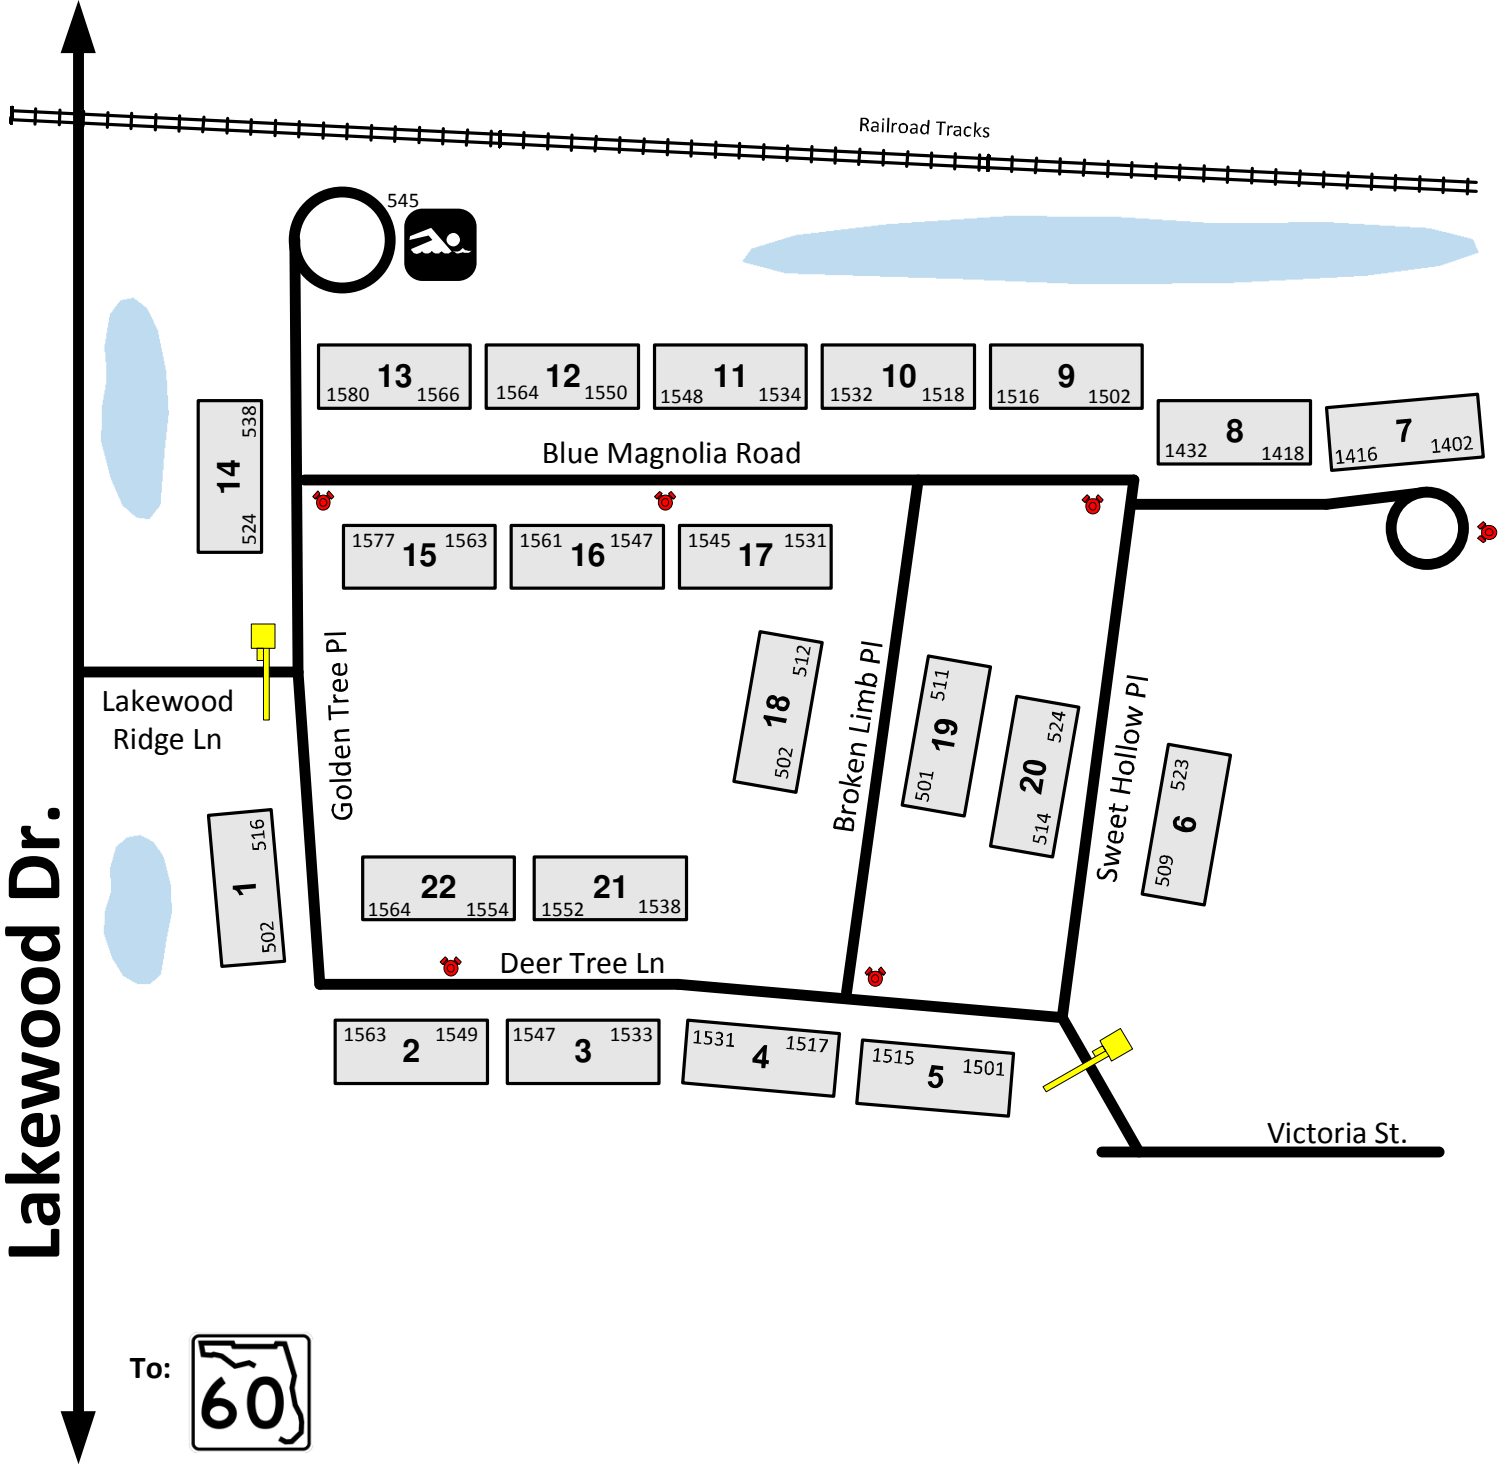 Railroad Tracks
545
13
1580 1566
12
1564 1550
11
1548 1534
10
1532 1518
9
1516 1502
8
1432 1418
7
1416 1402
538
14
524
Blue Magnolia Road
1577 15 1563
1561 16 1547
1545 17 1531
512
18
502
Golden Tree Pl
Broken Limb Pl
511
19
501
524
20
514
Sweet Hollow Pl
523
6
509
Lakewood
Ridge Ln
516
1
502
22
1564 1554
21
1552 1538
Deer Tree Ln
1563 2 1549
1547 3 1533
1531 4 1517
1515 5 1501
Victoria St.
Lakewood Dr.
To:
60